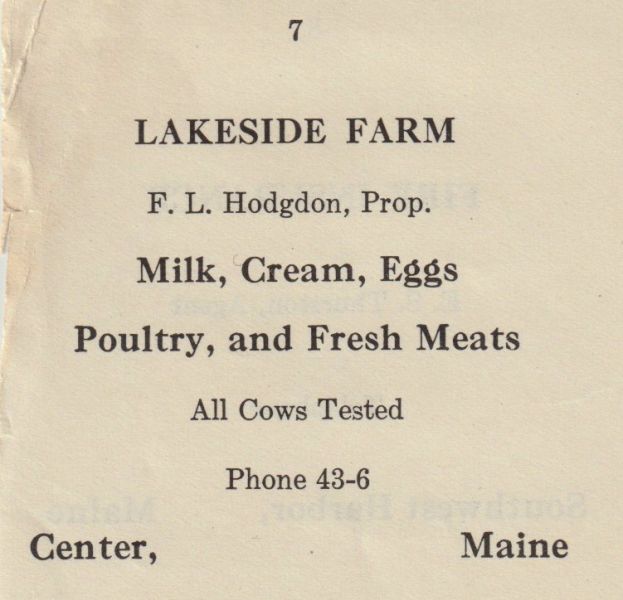 7
LAKESIDE FARM
F. L. Hodgdon, Prop.
Milk, Cream, Eggs
Poultry, and Fresh Meats
All Cows Tested
Phone 43-6
Center, Maine